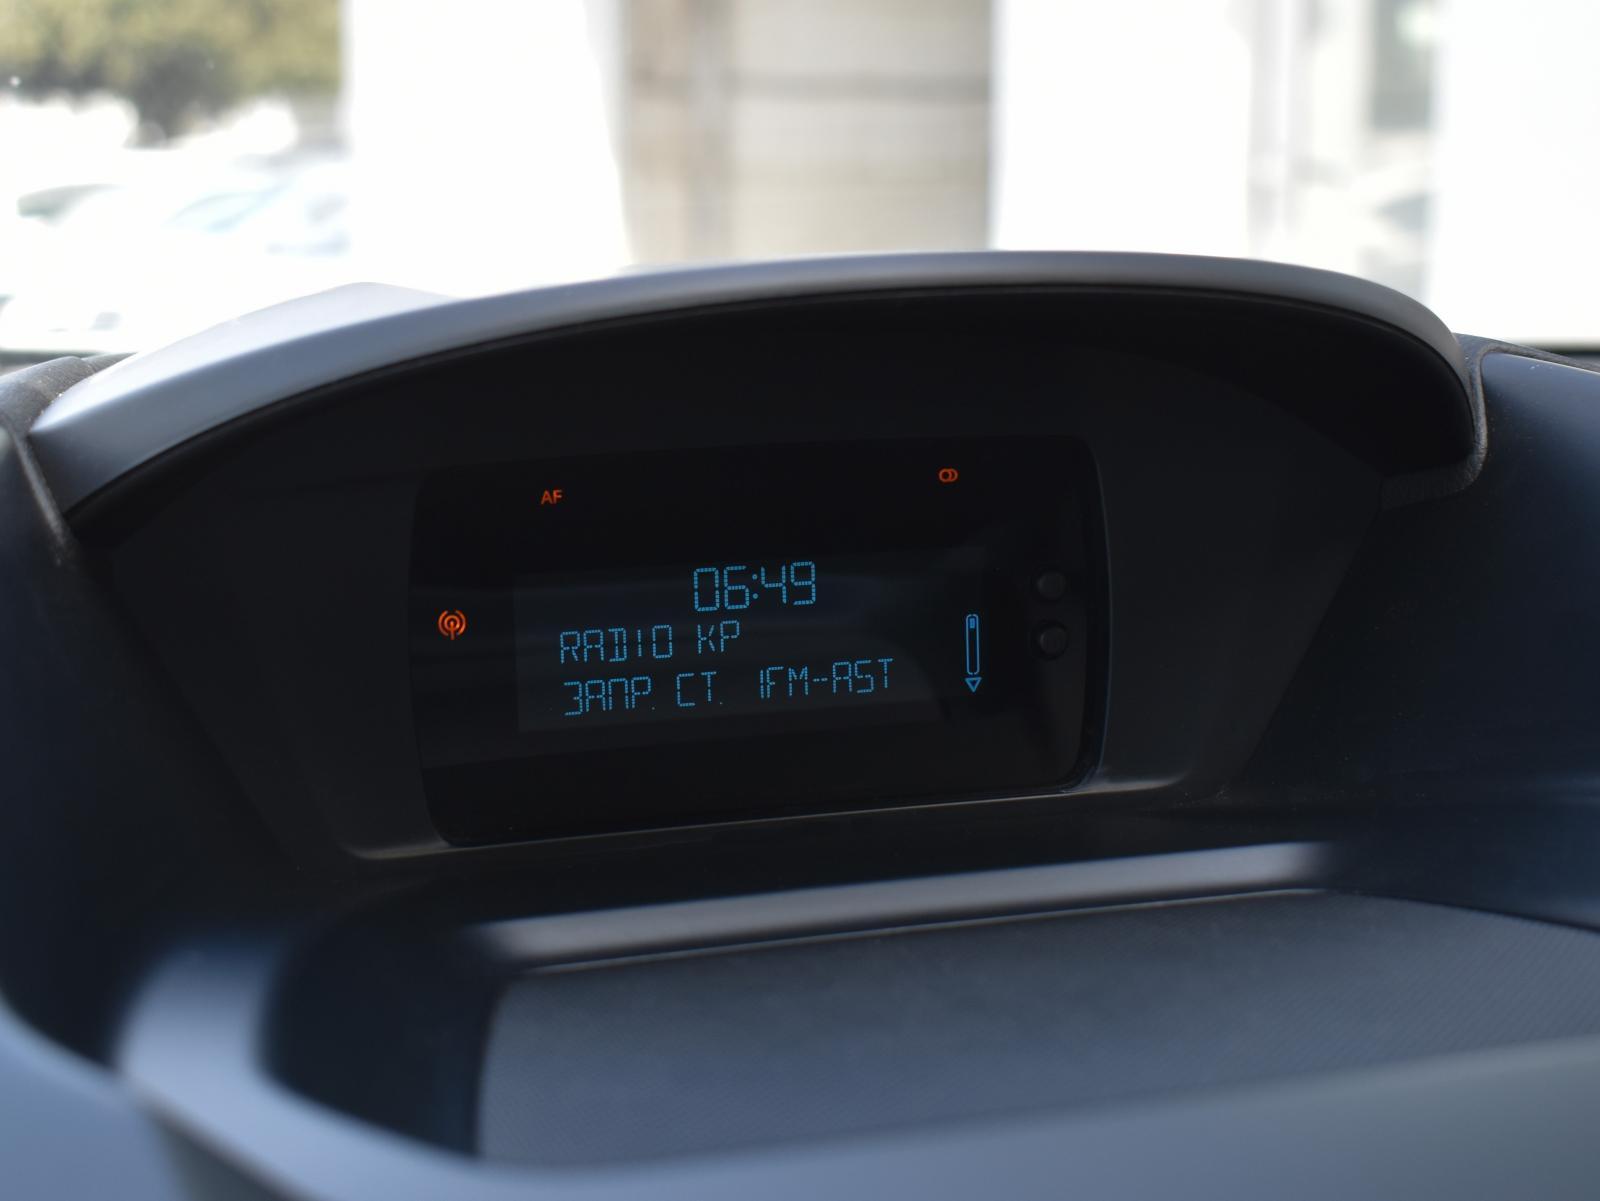 AF
06:49
RADIO KP
ЗАПР. СТ. 1FM-AST